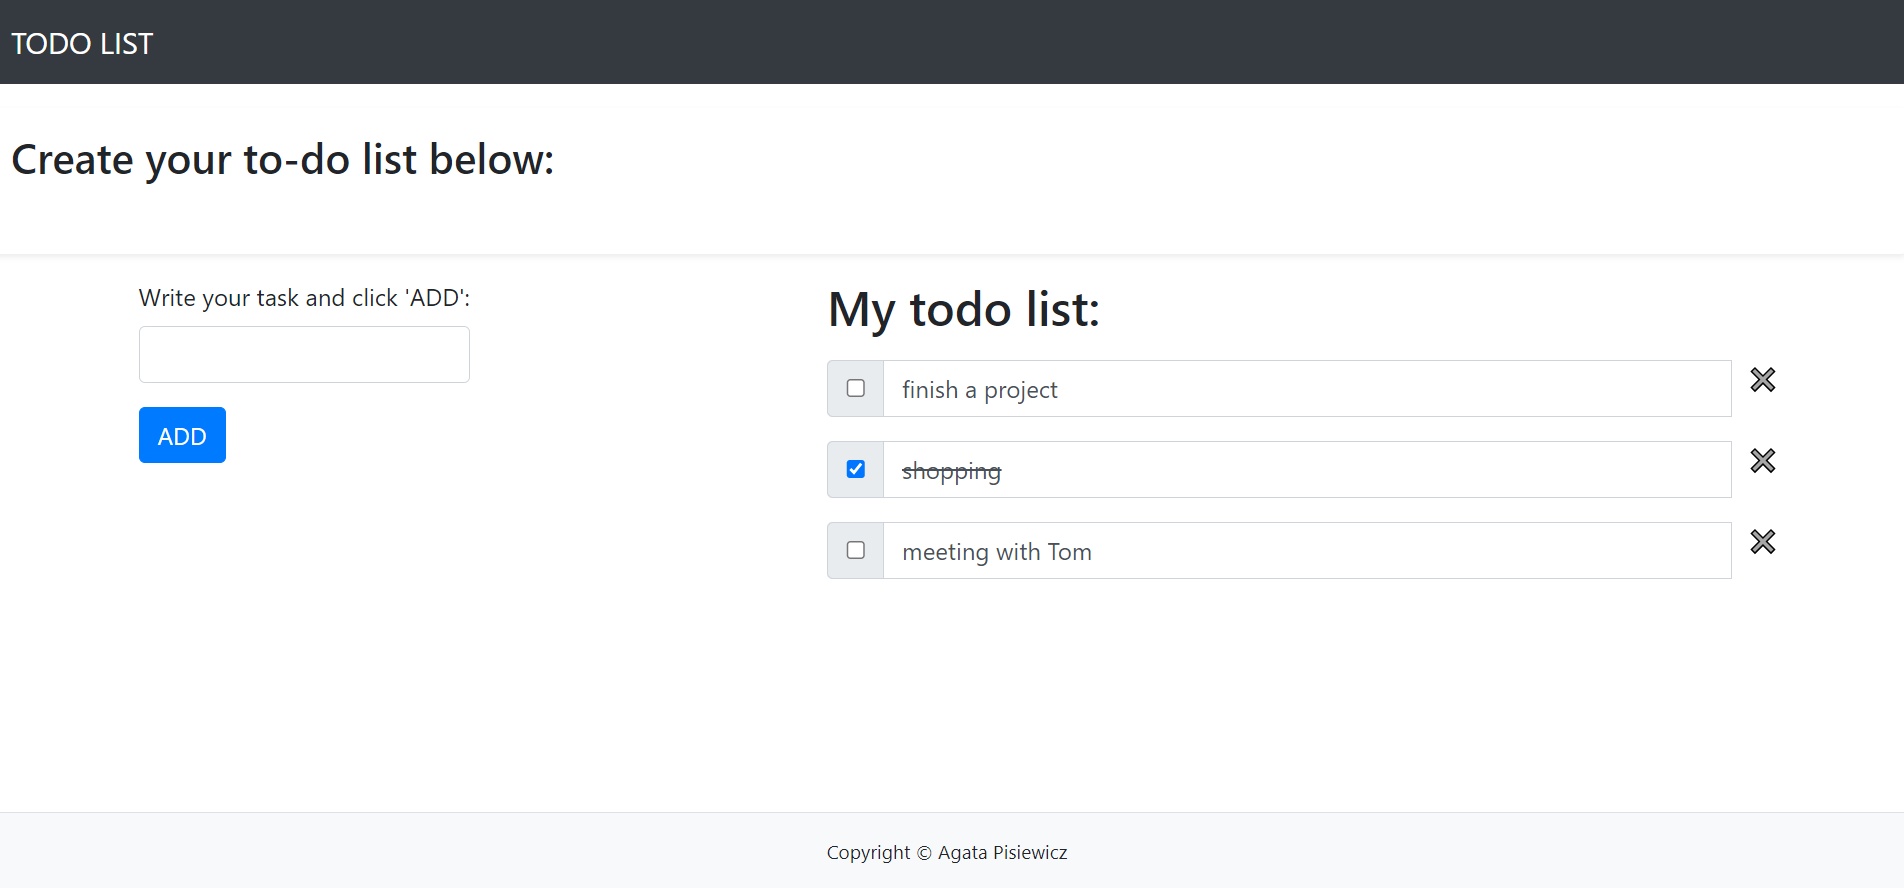 TODO LIST
Create your to-do list below:
Write your task and click 'ADD':
ADD
My todo list:
finish a project
shopping
meeting with Tom
Copyright © Agata Pisiewicz